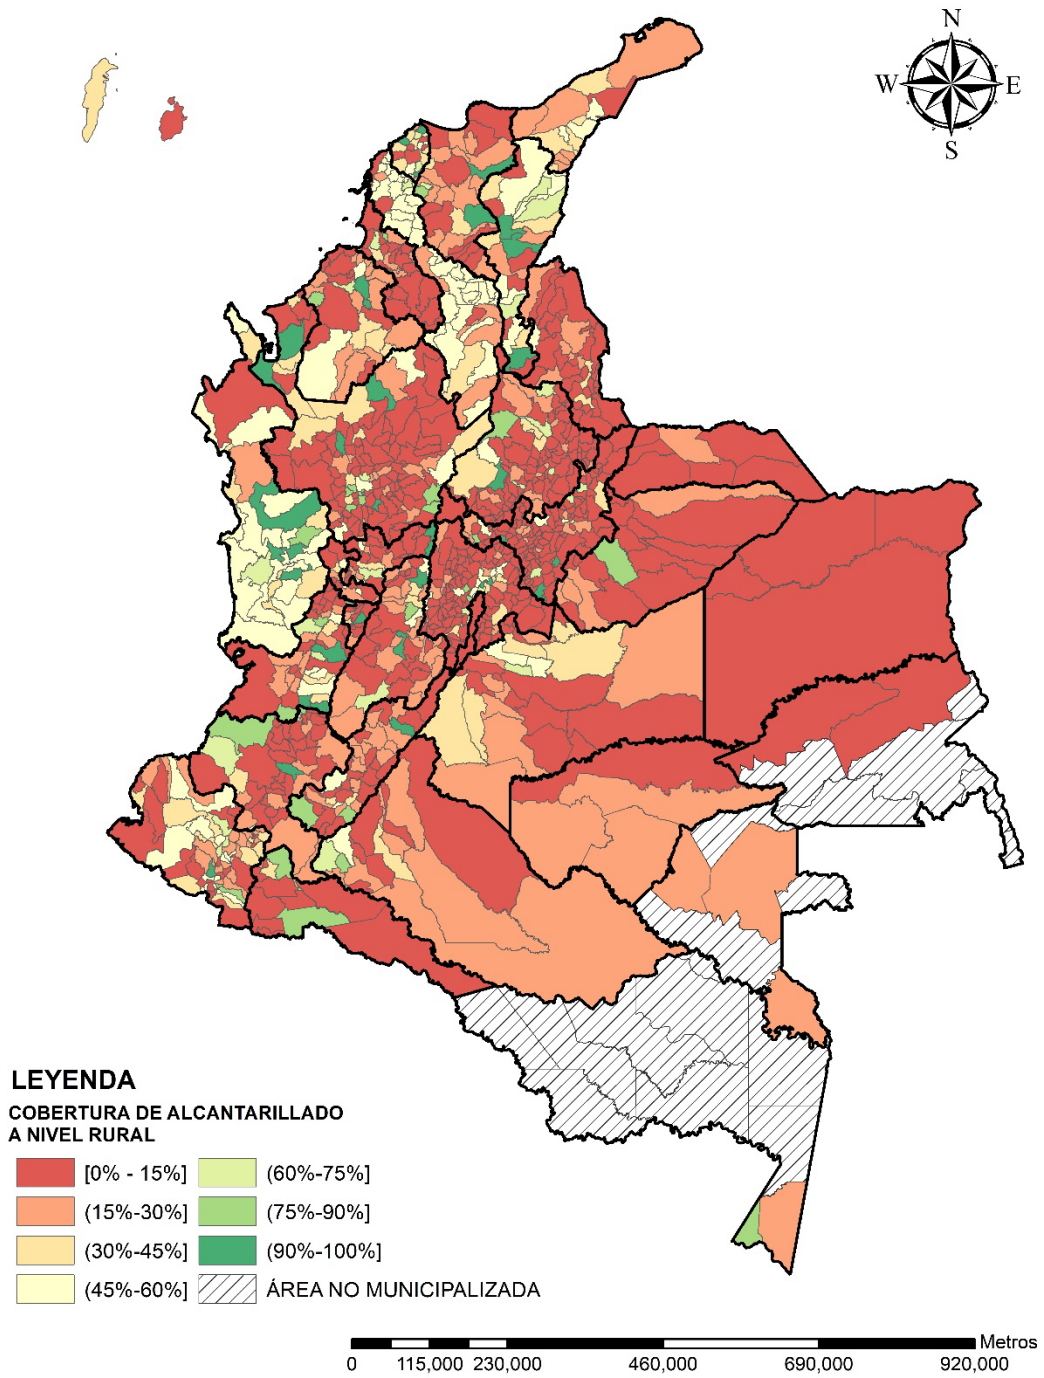 N
W E
S
LEYENDA
COBERTURA DE ALCANTARILLADO
A NIVEL RURAL
[0% - 15%] (60%-75%]
(15%-30%] (75%-90%]
(30%-45%] (90%-100%]
(45%-60%] ÁREA NO MUNICIPALIZADA
Metros
0 115,000 230,000 460,000 690,000 920,000